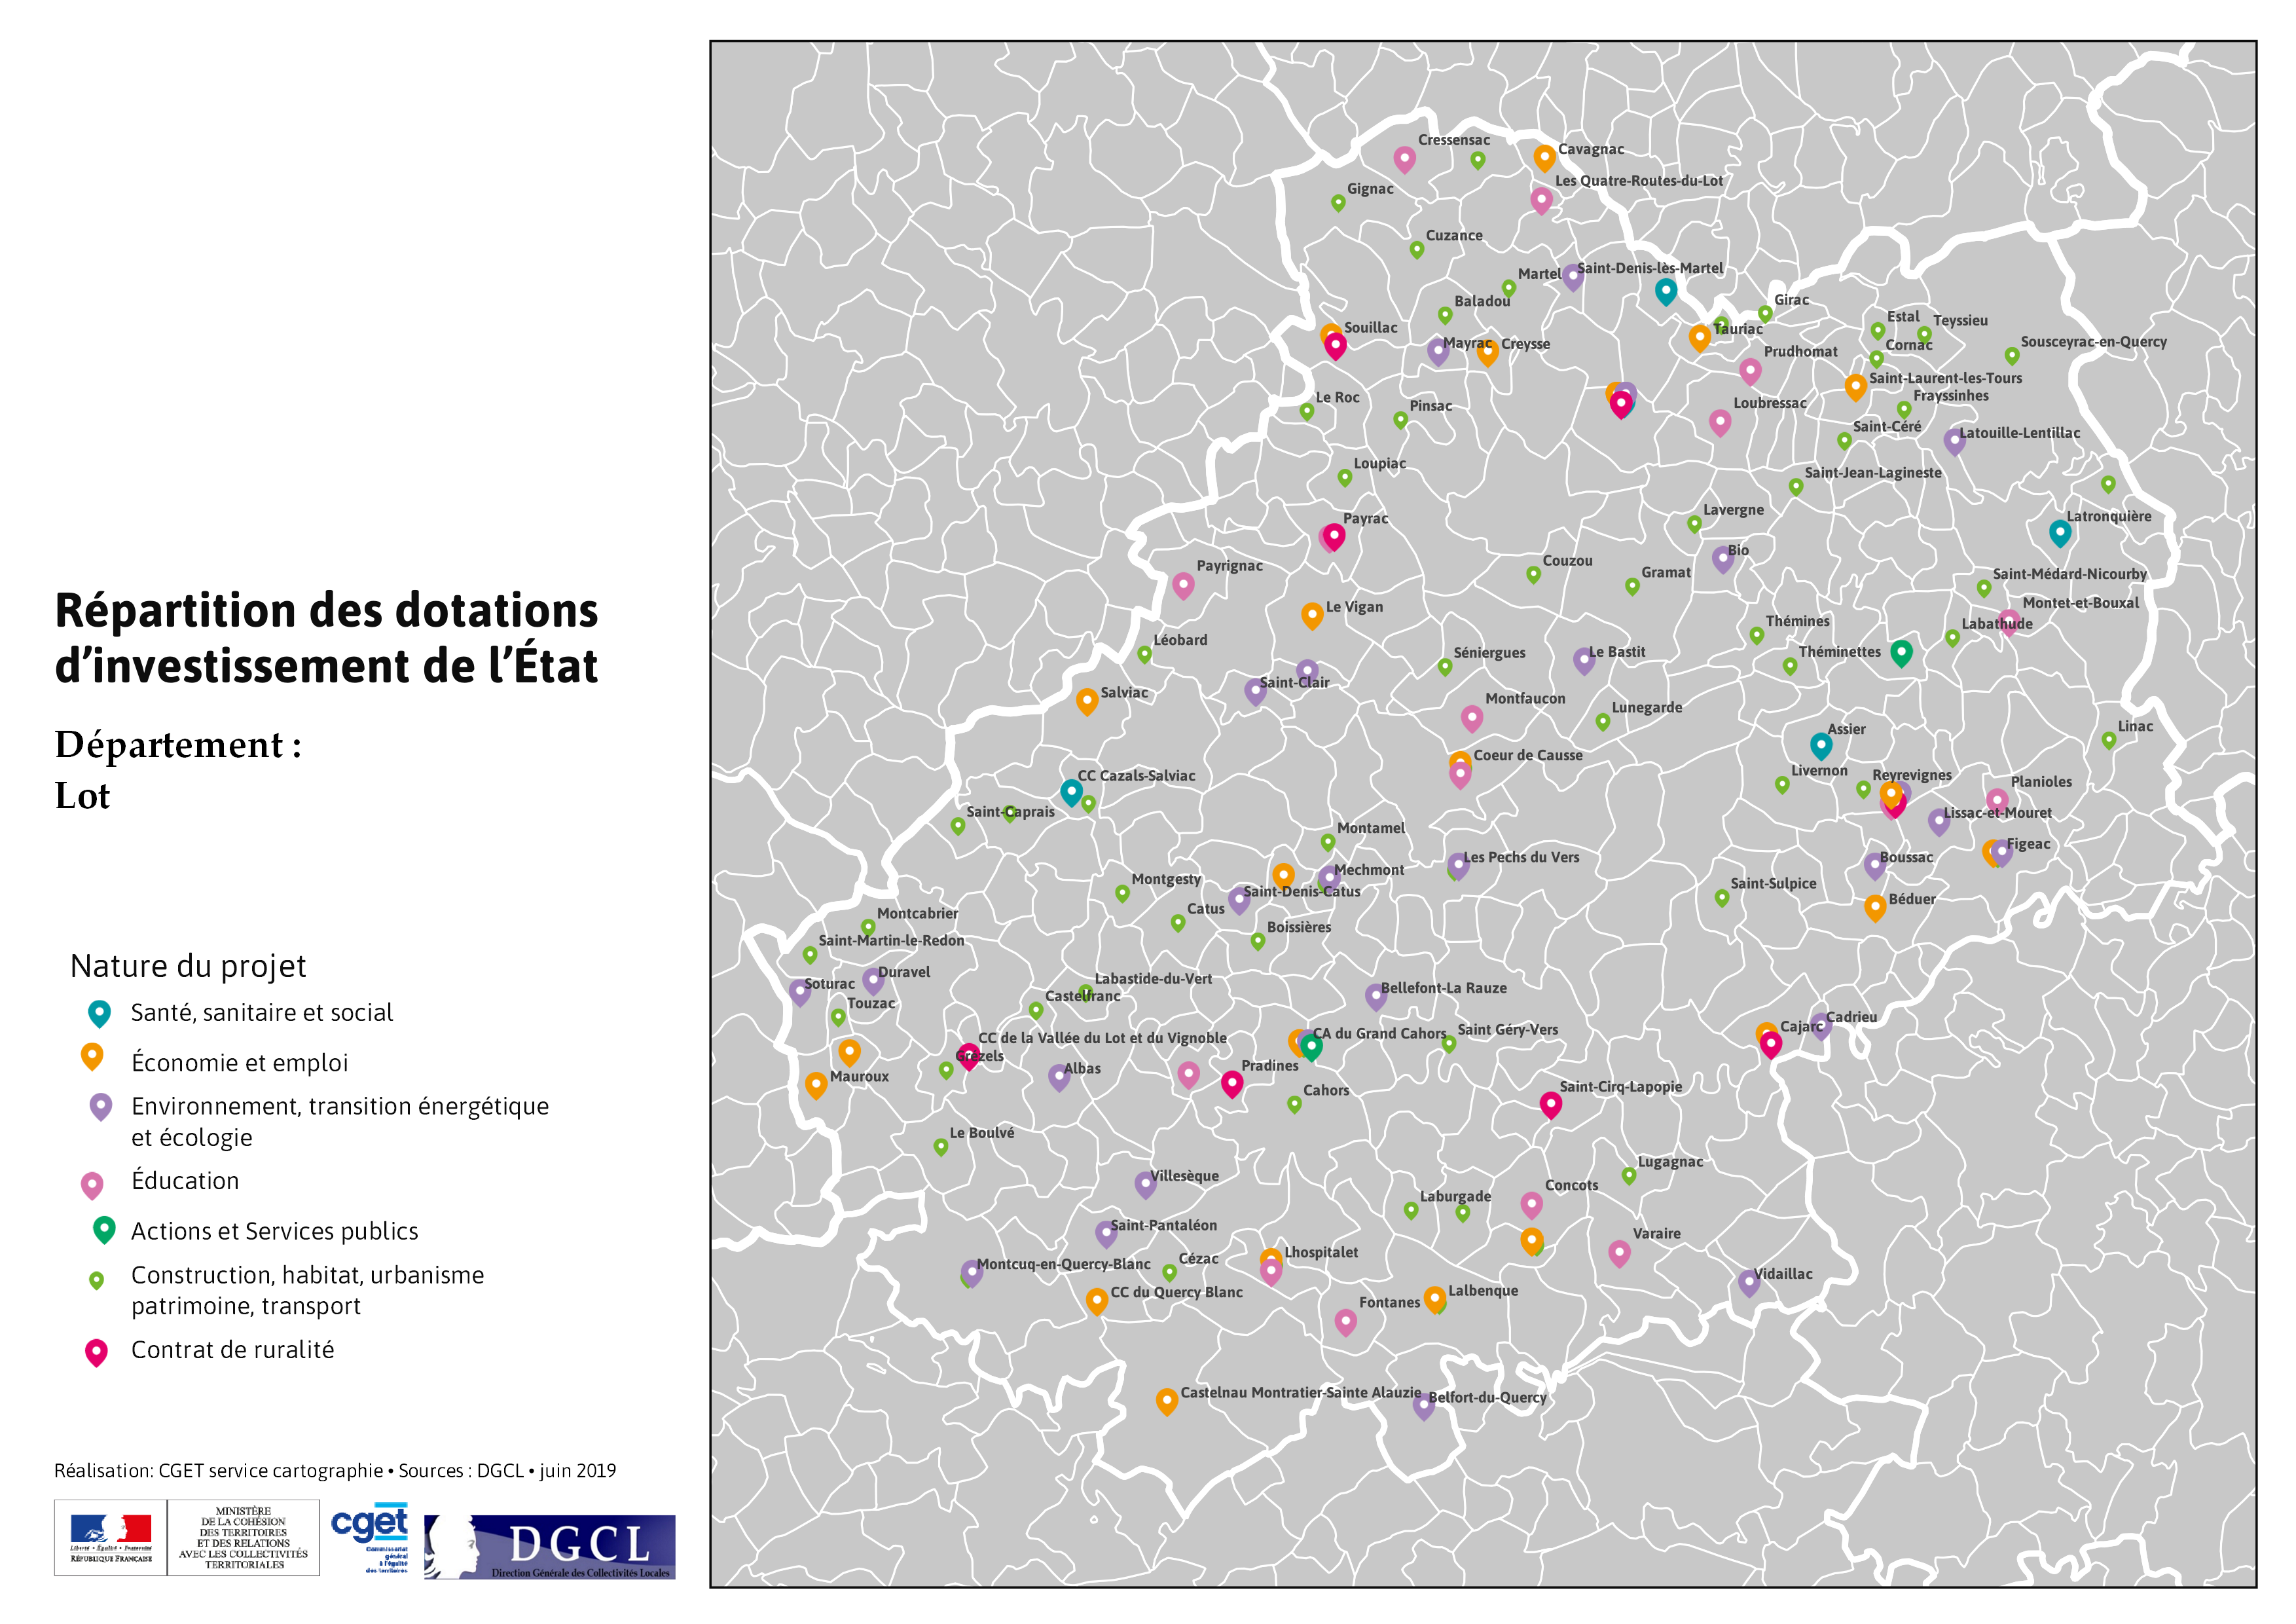 Répartition des dotations
d'investissement de l'État
Département :
Lot
Nature du projet
Santé, sanitaire et social
Économie et emploi
Environnement, transition énergétique
et écologie
Éducation
Actions et Services publics
Construction, habitat, urbanisme
patrimoine, transport
Contrat de ruralité
Réalisation: CGET service cartographie • Sources : DGCL • juin 2019
Liberté • Égalité • Fraternité
RÉPUBLIQUE FRANÇAISE
MINISTÈRE
DE LA COHÉSION
DES TERRITOIRES
ET DES RELATIONS
AVEC LES COLLECTIVITÉS
TERRITORIALES
cget
Commissariat
général
à l'égalité
des territoires
DGCL
Direction Générale des Collectivités Locales
Cressensac
Cavagnac
Les Quatre-Routes-du-Lot
Gignac
Cuzance
Martel
Saint-Denis-lès-Martel
Baladou
Girac
Souillac
Tauriac
Estal
Teyssieu
Mayrac
Creysse
Cornac
Sousceyrac-en-Quercy
Prudhomat
Saint-Laurent-les-Tours
Le Roc
Pinsac
Loubressac
Frayssinhes
Saint-Céré
Latouille-Lentillac
Loupiac
Saint-Jean-Lagineste
Payrac
Lavergne
Latronquière
Payrignac
Couzou
Bio
Gramat
Saint-Médard-Nicourby
Le Vigan
Montet-et-Bouxal
Thémines
Labathude
Léobard
Séniergues
Le Bastit
Théminettes
Saint-Clair
Salviac
Montfaucon
Lunegarde
Assier
Linac
Coeur de Causse
CC Cazals-Salviac
Livernon
Reyrevignes
Planioles
Saint-Caprais
Lissac-et-Mouret
Montamel
Figeac
Les Pechs du Vers
Boussac
Mechmont
Montgesty
Saint-Denis-Catus
Saint-Sulpice
Béduer
Catus
Montcabrier
Boissières
Saint-Martin-le-Redon
Duravel
Soturac
Labastide-du-Vert
Bellefont-La Rauze
Touzac
Castelfranc
CC de la Vallée du Lot et du Vignoble
CA du Grand Cahors
Saint Géry-Vers
Cajarc
Cadrieu
Grézels
Albas
Pradines
Mauroux
Cahors
Saint-Cirq-Lapopie
Le Boulvé
Lugagnac
Villesèque
Laburgade
Concots
Saint-Pantaléon
Varaire
Montcuq-en-Quercy-Blanc
Cézac
Lhospitalet
Vidaillac
CC du Quercy Blanc
Fontanes
Lalbenque
Castelnau Montratier-Sainte Alauzie
Belfort-du-Quercy